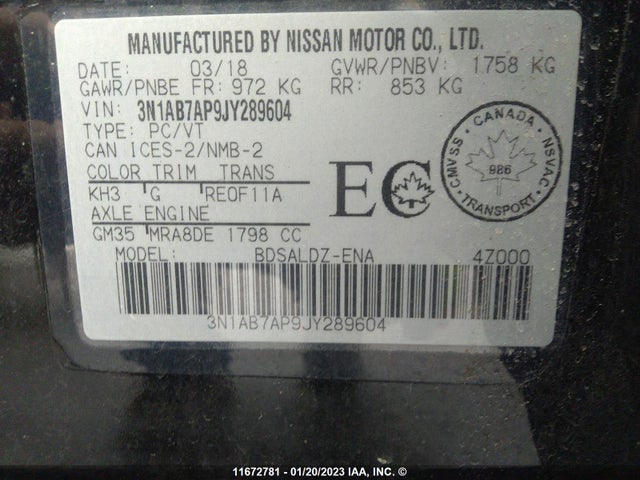 MANUFACTURED BY NISSAN MOTOR CO., LTD.
DATE: 03/18 GVWR/PNBV: 1758 KG
GAWR/PNBE FR: 972 KG RR: 853 KG
VIN: 3N1AB7AP9JY289604
TYPE: PC/VT
CAN ICES-2/NMB-2
COLOR TRIM TRANS
KH3 G RE0F11A
AXLE ENGINE
GM35 MRA8DE 1798 CC
EC
CANADA
CMVSS
NSVAC
986
TRANSPORT
MODEL: BDSALDZ-ENA 4Z000
3N1AB7AP9JY289604
11672781 - 01/20/2023 IAA, INC. ©